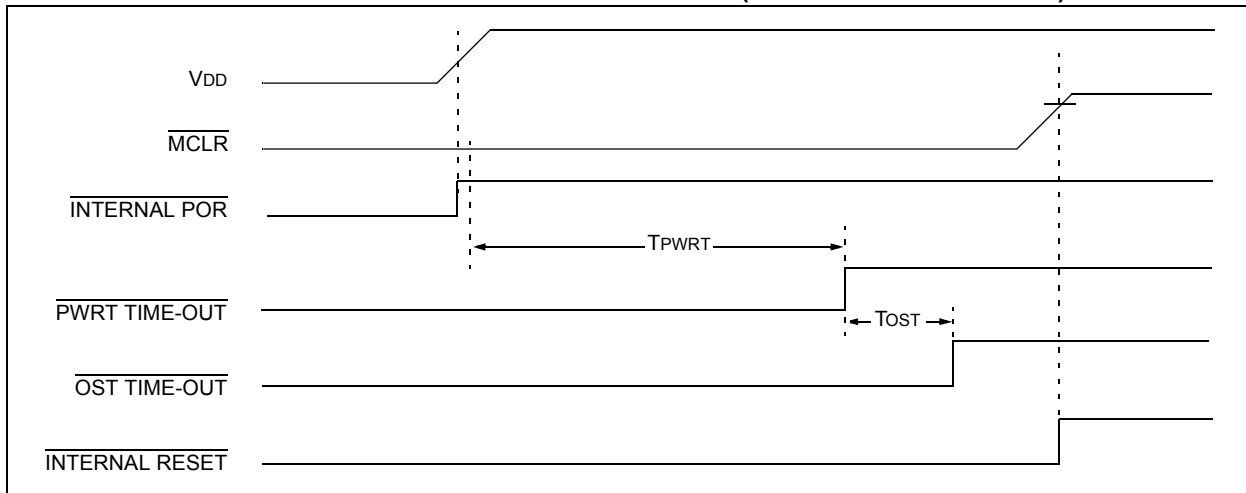 VDD
MCLR
INTERNAL POR
TPWRT
PWRT TIME-OUT
TOST
OST TIME-OUT
INTERNAL RESET